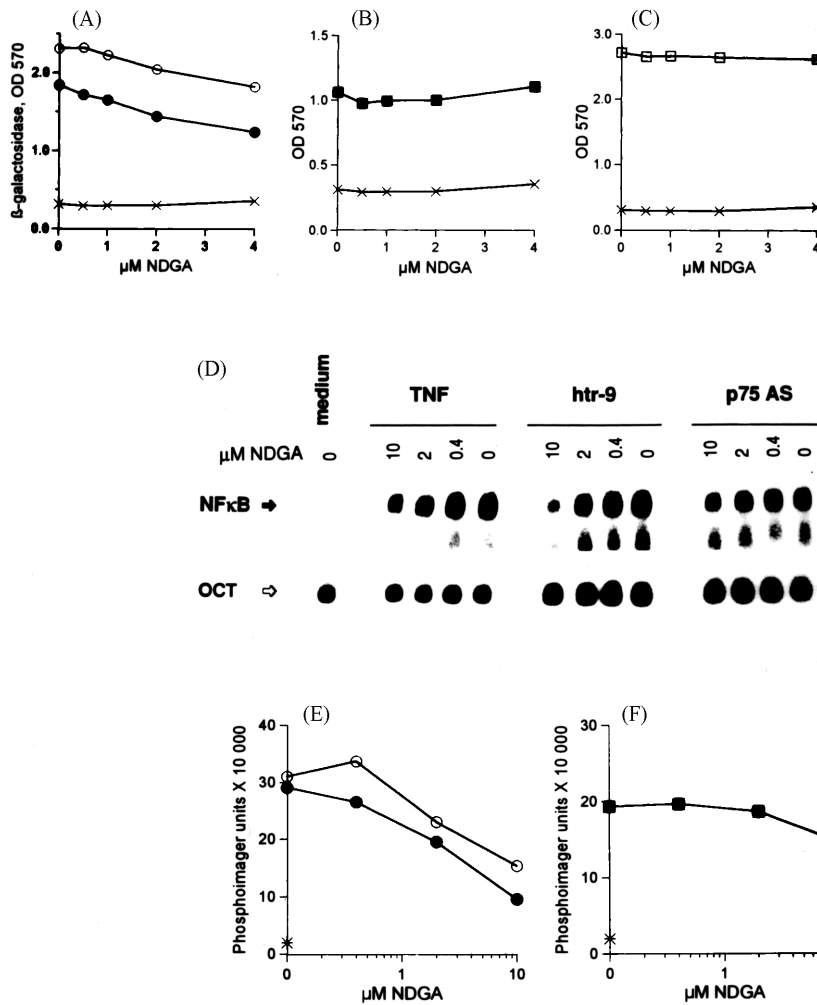 (A)
ß-galactosidase, OD 570
2.0
1.0
0.0
0 1 2 3 4
µM NDGA
(B)
OD 570
1.5
1.0
0.5
0.0
0 1 2 3 4
µM NDGA
(C)
OD 570
3.0
2.0
1.0
0.0
0 1 2 3 4
µM NDGA
(D)
medium TNF htr-9 p75 AS
µM NDGA 0 10 2 0.4 0 10 2 0.4 0 10 2 0.4 0
NFκB
OCT
(E)
Phosphoimager units X 10 000
40
30
20
10
0
0 1 10
µM NDGA
(F)
Phosphoimager units X 10 000
30
20
10
0
0 1
µM NDGA